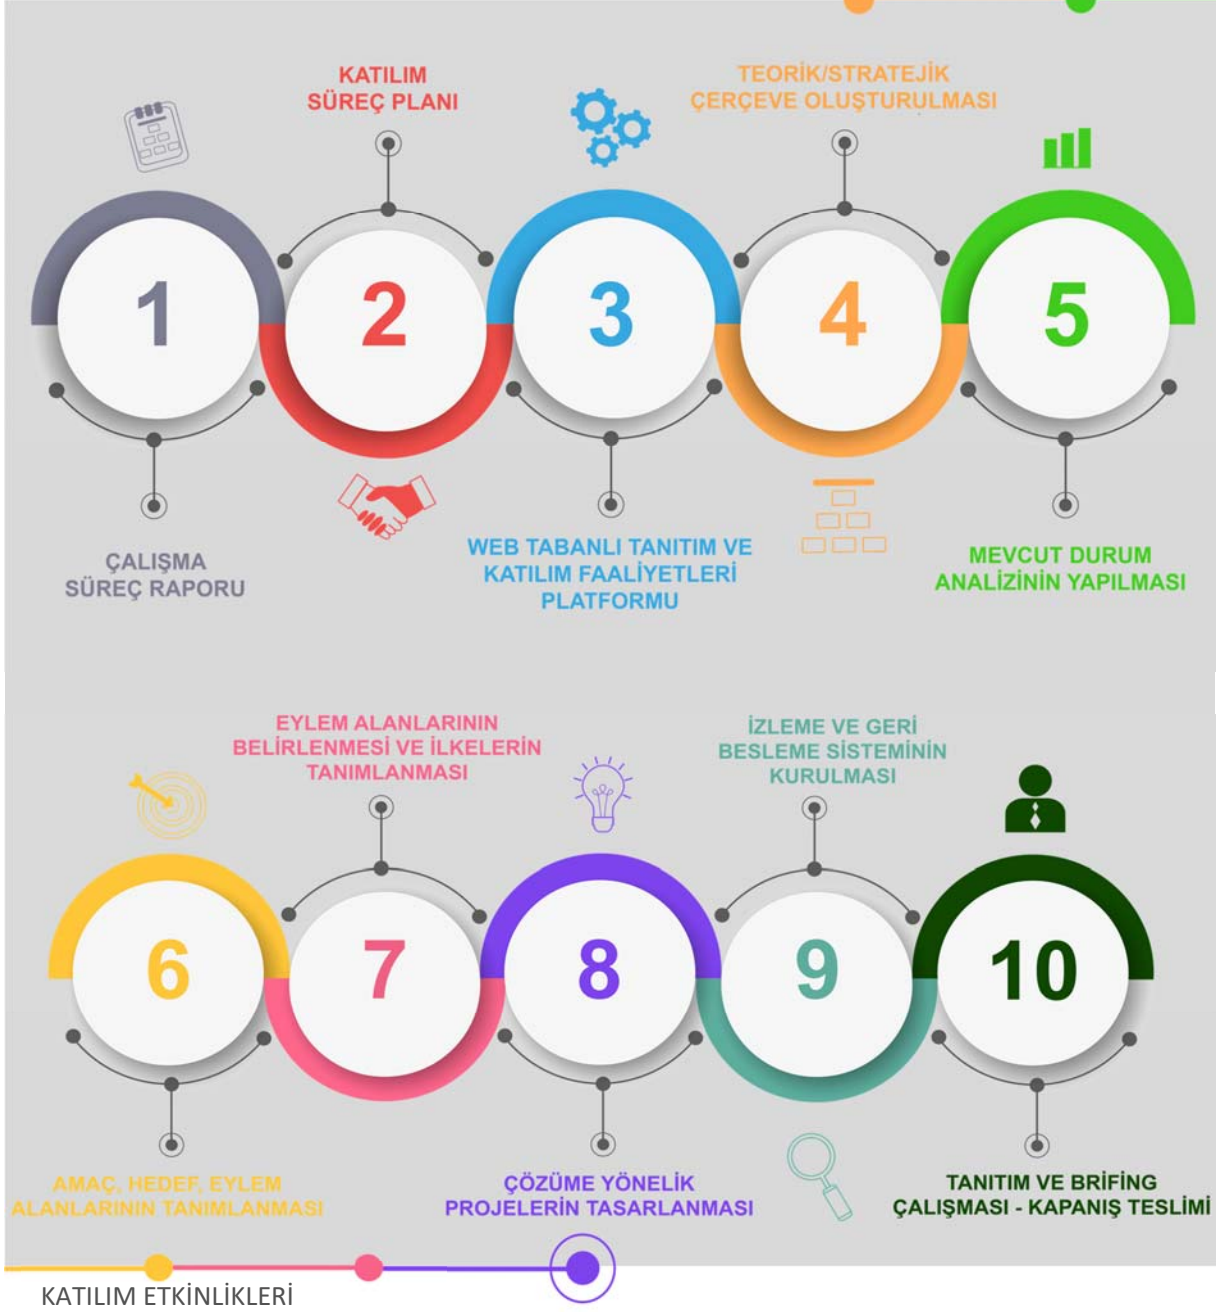 KATILIM
SÜREÇ PLANI
TEORİK/STRATEJİK
ÇERÇEVE OLUŞTURULMASI
1
2
3
4
5
ÇALIŞMA
SÜREÇ RAPORU
WEB TABANLI TANITIM VE
KATILIM FAALİYETLERİ
PLATFORMU
MEVCUT DURUM
ANALİZİNİN YAPILMASI
EYLEM ALANLARININ
BELİRLENMESİ VE İLKELERİN
TANIMLANMASI
İZLEME VE GERİ
BESLEME SİSTEMİNİN
KURULMASI
6
7
8
9
10
AMAÇ, HEDEF, EYLEM
ALANLARININ TANIMLANMASI
ÇÖZÜME YÖNELİK
PROJELERİN TASARLANMASI
TANITIM VE BRİFİNG
ÇALIŞMASI - KAPANIŞ TESLİMİ
KATILIM ETKİNLİKLERİ